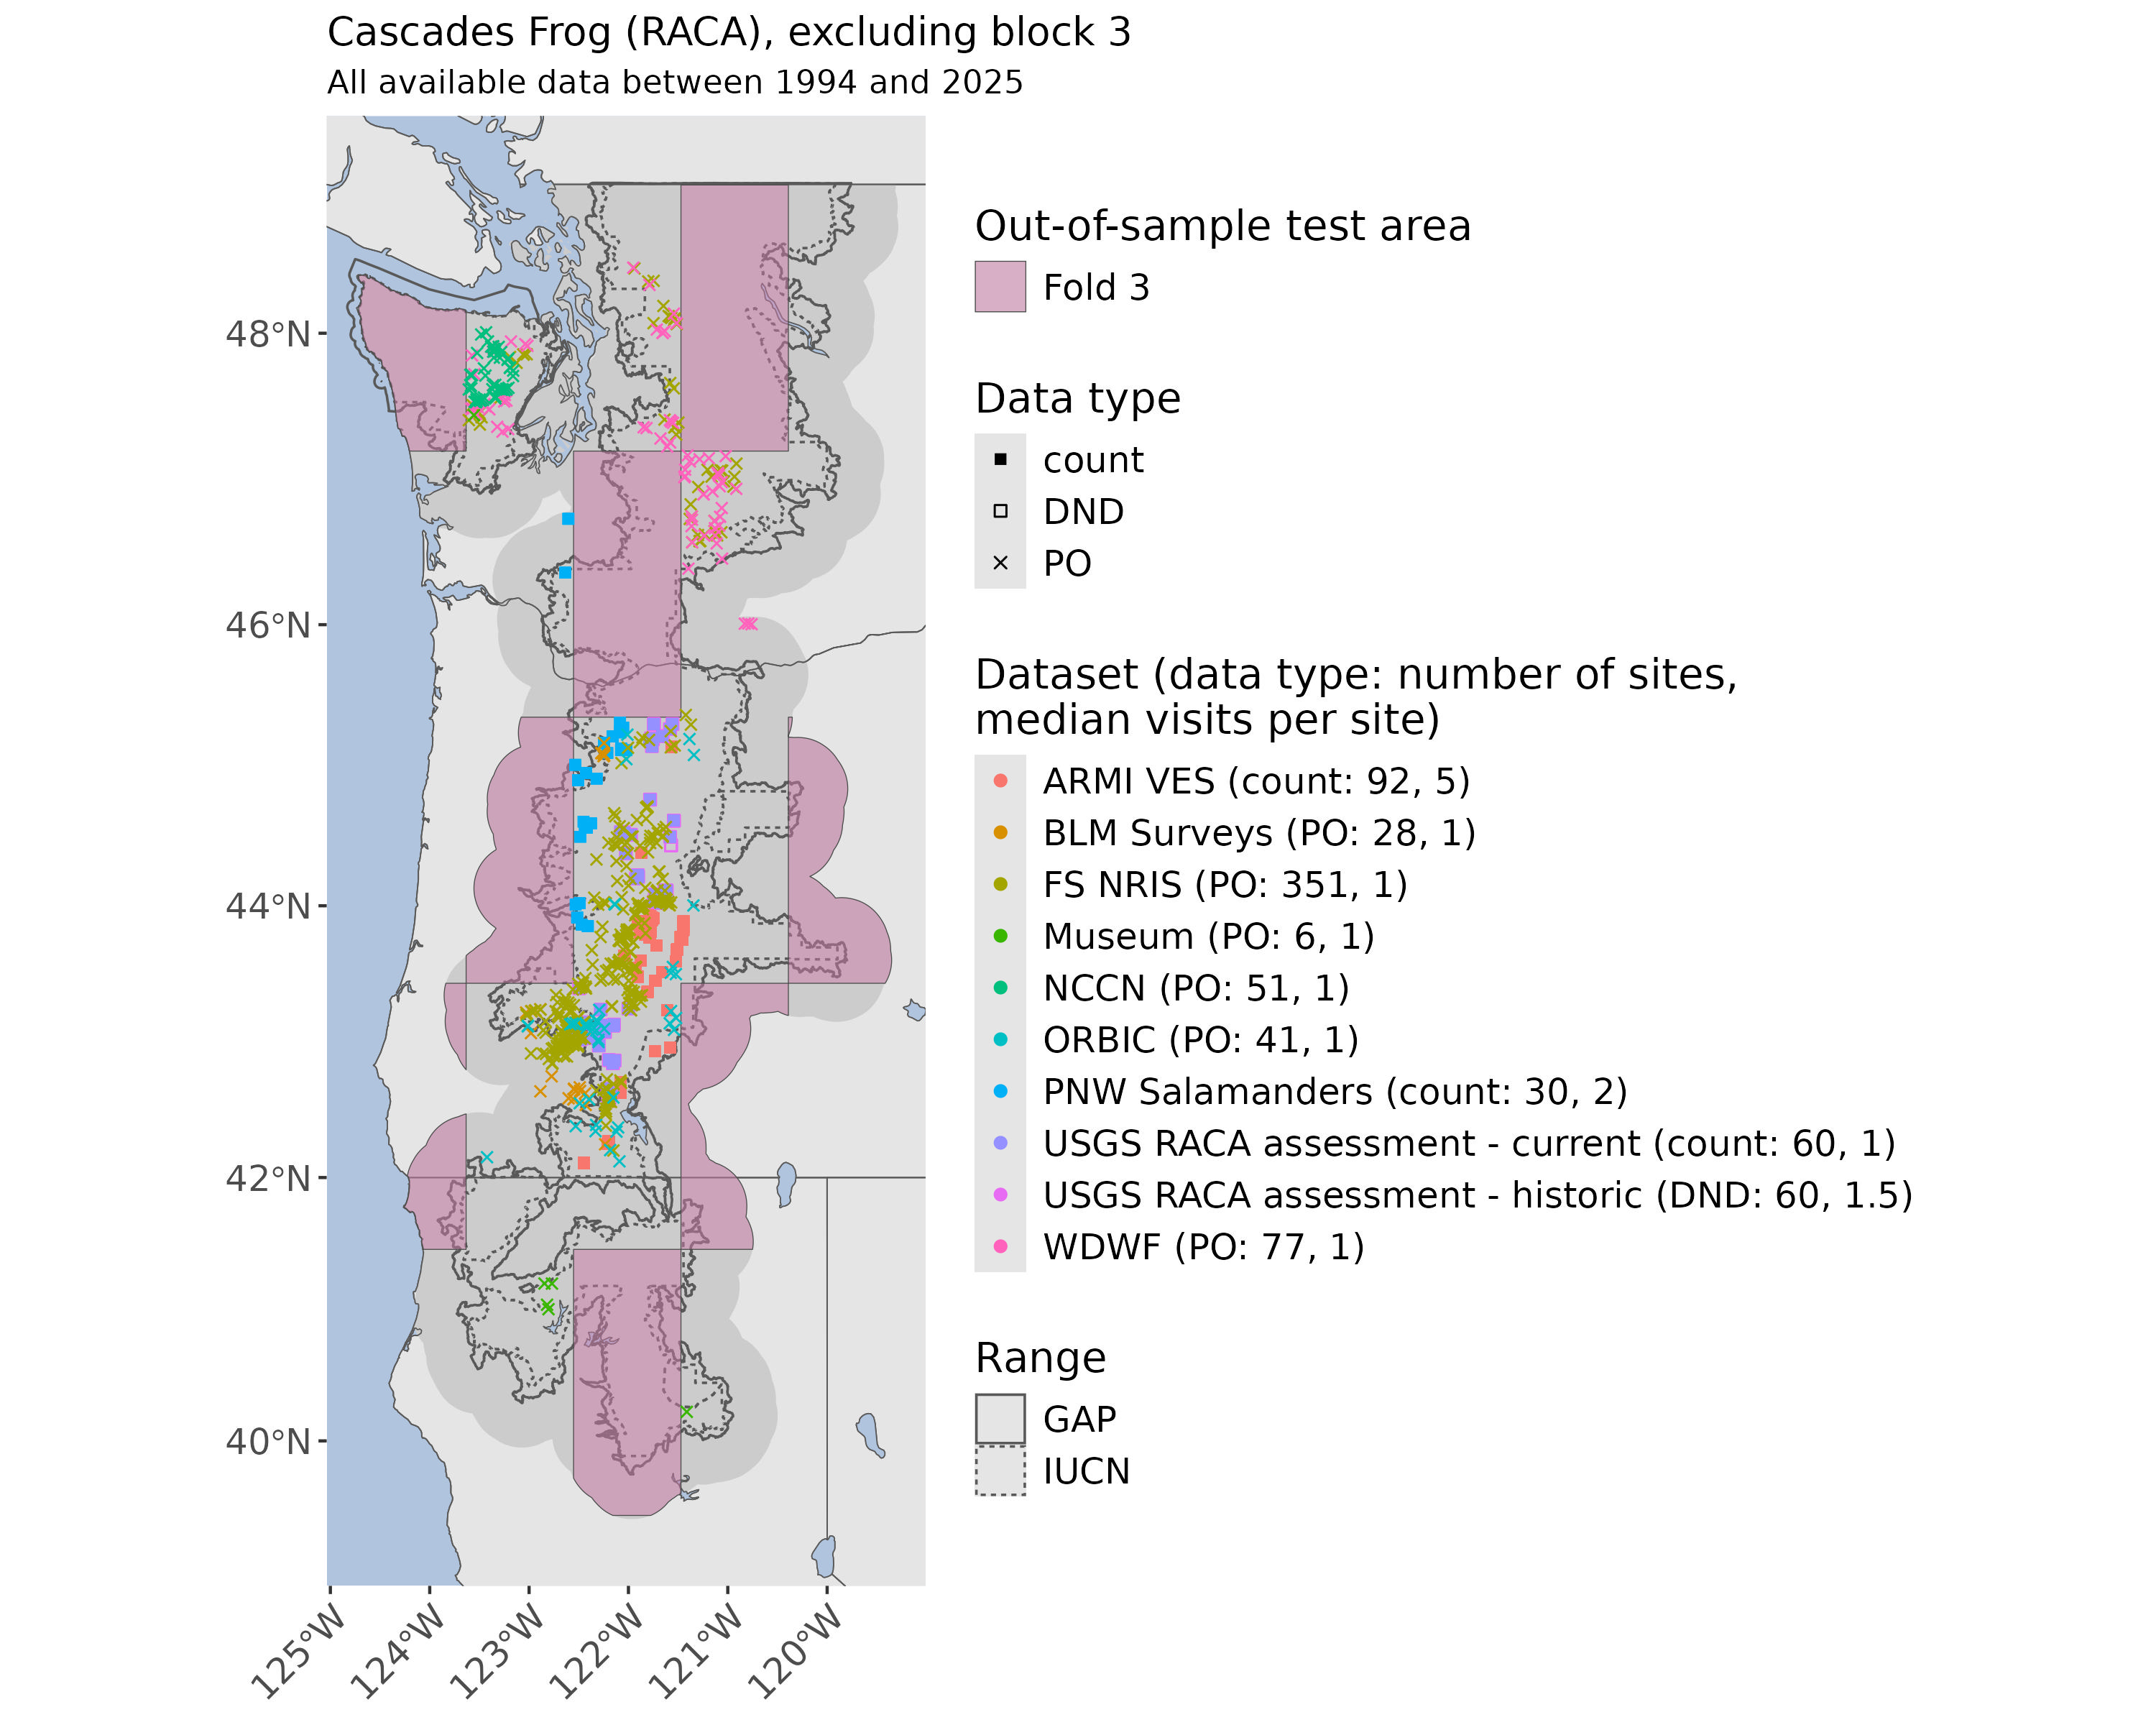 Cascades Frog (RACA), excluding block 3
All available data between 1994 and 2025
48°N
46°N
44°N
42°N
40°N
125°W
124°W
123°W
122°W
121°W
120°W
Out-of-sample test area
Fold 3
Data type
count
DND
PO
Dataset (data type: number of sites,
median visits per site)
ARMI VES (count: 92, 5)
BLM Surveys (PO: 28, 1)
FS NRIS (PO: 351, 1)
Museum (PO: 6, 1)
NCCN (PO: 51, 1)
ORBIC (PO: 41, 1)
PNW Salamanders (count: 30, 2)
USGS RACA assessment - current (count: 60, 1)
USGS RACA assessment - historic (DND: 60, 1.5)
WDWF (PO: 77, 1)
Range
GAP
IUCN